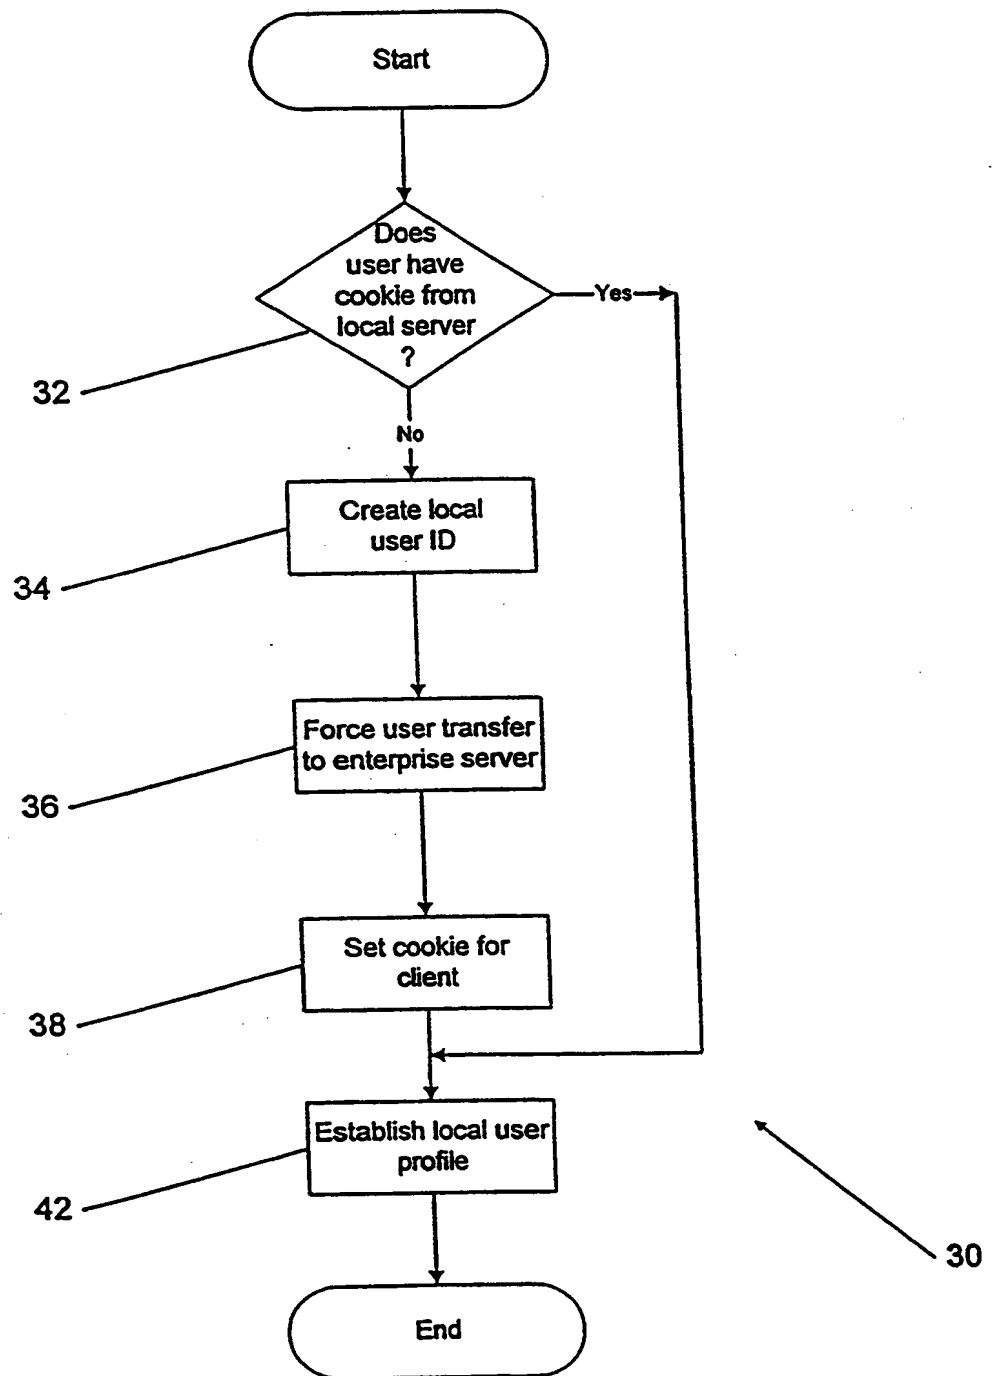 Start
Does
user have
cookie from
local server
?
Yes
32
No
Create local
user ID
34
Force user transfer
to enterprise server
36
Set cookie for
client
38
Establish local user
profile
42
30
End